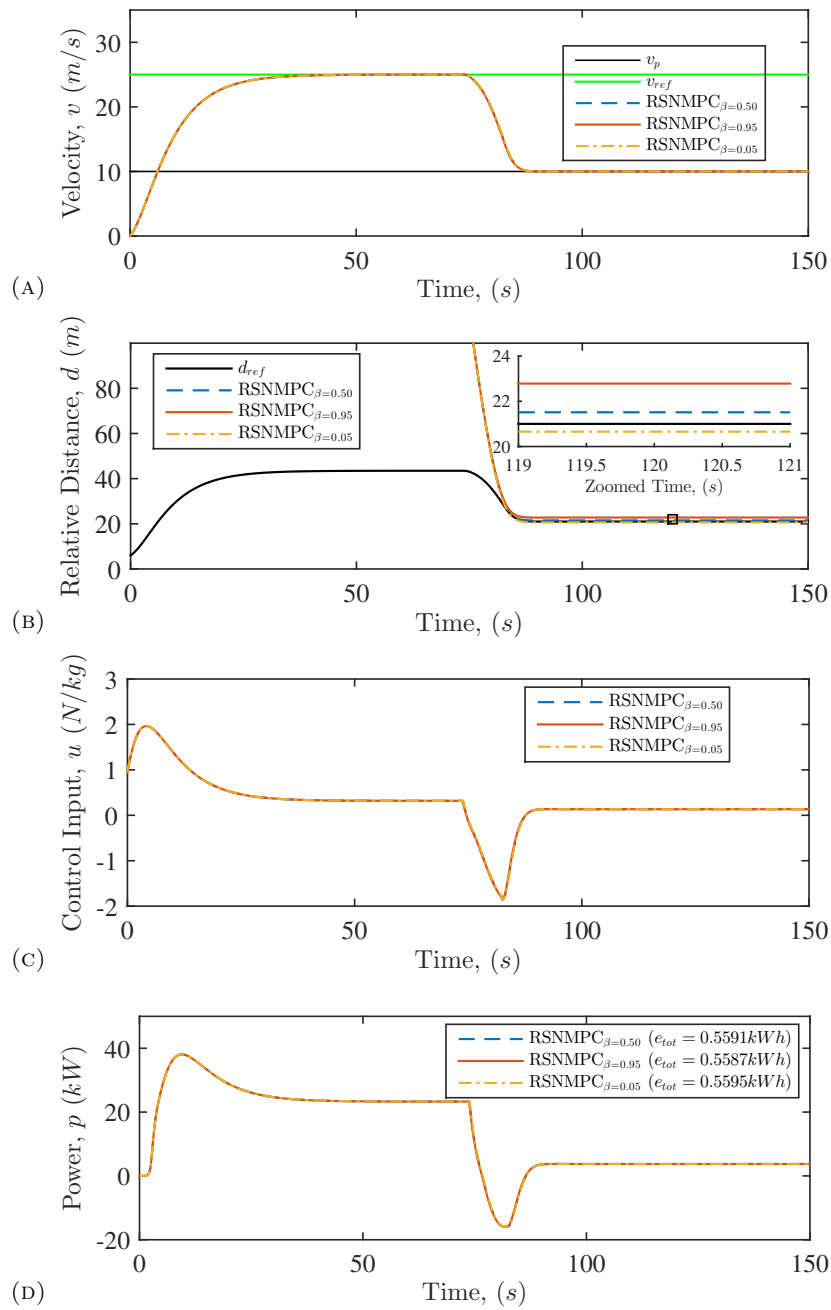 30
20
10
0
Velocity, v (m/s)
v_p
v_ref
RSNMPC_β=0.50
RSNMPC_β=0.95
RSNMPC_β=0.05
0 50 100 150
Time, (s)
(A)
80
60
40
20
0
Relative Distance, d (m)
d_ref
RSNMPC_β=0.50
RSNMPC_β=0.95
RSNMPC_β=0.05
24
22
21
20
119 119.5 120 120.5 121
Zoomed Time, (s)
0 50 100 150
Time, (s)
(B)
3
2
1
0
-1
-2
Control Input, u (N/kg)
RSNMPC_β=0.50
RSNMPC_β=0.95
RSNMPC_β=0.05
0 50 100 150
Time, (s)
(C)
40
20
0
-20
Power, p (kW)
RSNMPC_β=0.50 (e_tot = 0.5591kWh)
RSNMPC_β=0.95 (e_tot = 0.5587kWh)
RSNMPC_β=0.05 (e_tot = 0.5595kWh)
0 50 100 150
Time, (s)
(D)